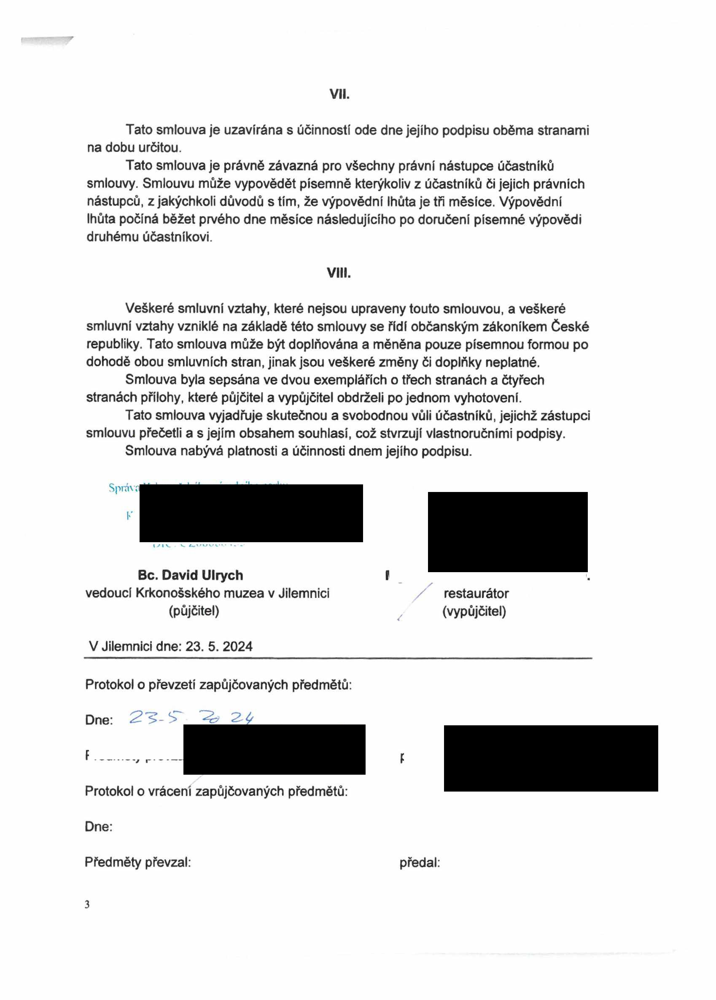 VII.
Tato smlouva je uzavírána s účinností ode dne jejího podpisu oběma stranami
na dobu určitou.
Tato smlouva je právně závazná pro všechny právní nástupce účastníků
smlouvy. Smlouvu může vypovědět písemně kterýkoliv z účastníků či jejich právních
nástupců, z jakýchkoli důvodů s tím, že výpovědní lhůta je tři měsíce. Výpovědní
lhůta počíná běžet prvého dne měsíce následujícího po doručení písemné výpovědi
druhému účastníkovi.
VIII.
Veškeré smluvní vztahy, které nejsou upraveny touto smlouvou, a veškeré
smluvní vztahy vzniklé na základě této smlouvy se řídí občanským zákoníkem České
republiky. Tato smlouva může být doplňována a měněna pouze písemnou formou po
dohodě obou smluvních stran, jinak jsou veškeré změny či doplňky neplatné.
Smlouva byla sepsána ve dvou exemplářích o třech stranách a čtyřech
stranách přílohy, které půjčitel a vypůjčitel obdrželi po jednom vyhotovení.
Tato smlouva vyjadřuje skutečnou a svobodnou vůli účastníků, jejichž zástupci
smlouvu přečetli a s jejím obsahem souhlasí, což stvrzují vlastnoručními podpisy.
Smlouva nabývá platnosti a účinnosti dnem jejího podpisu.
Správa
Bc. David Ulrych
vedoucí Krkonošského muzea v Jilemnici restaurátor
(půjčitel) (vypůjčitel)
V Jilemnici dne: 23. 5. 2024
Protokol o převzetí zapůjčovaných předmětů:
Dne: 23-5. 2024
Protokol o vrácení zapůjčovaných předmětů:
Dne:
Předměty převzal: předal:
3